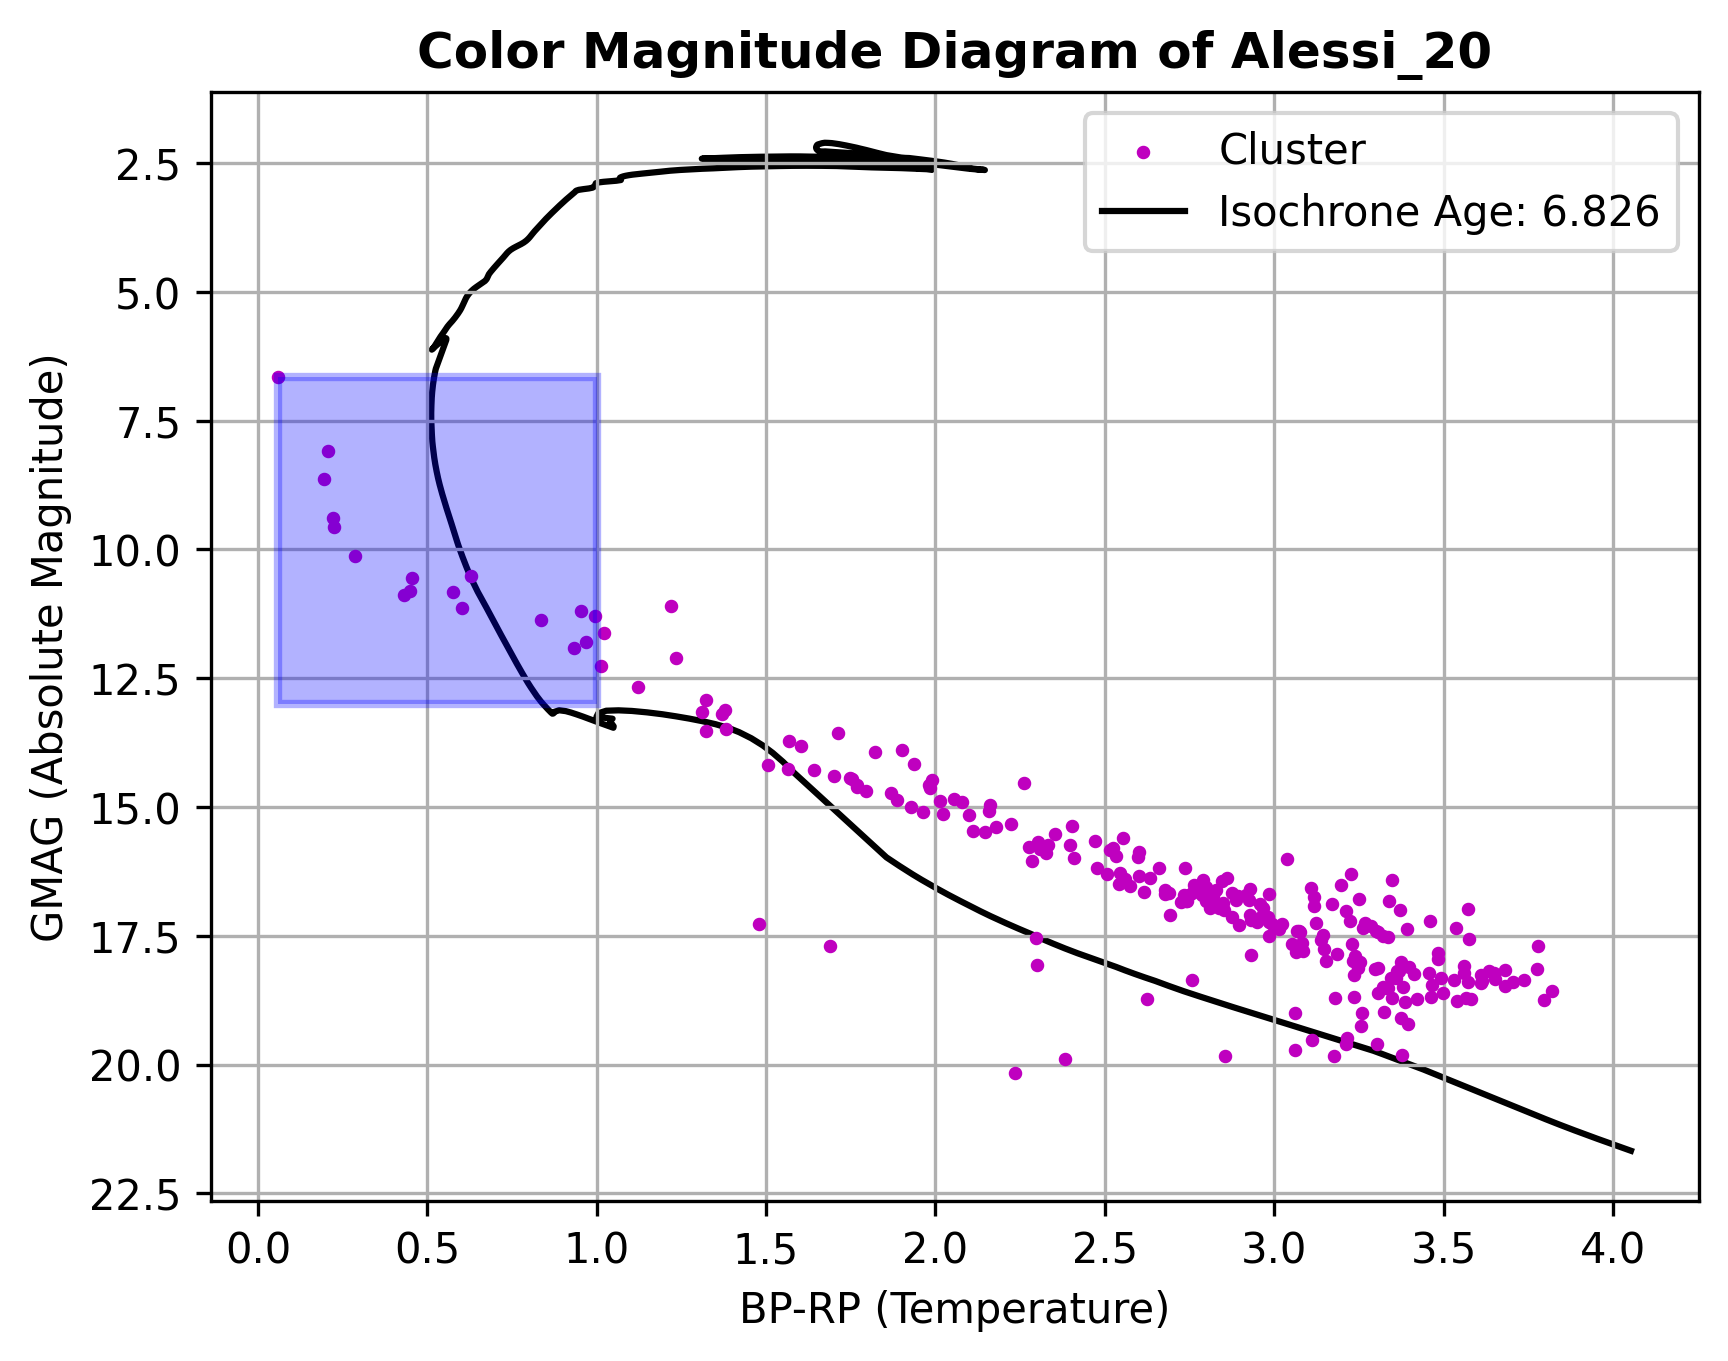 Color Magnitude Diagram of Alessi_20
Cluster
Isochrone Age: 6.826
GMAG (Absolute Magnitude)
2.5
5.0
7.5
10.0
12.5
15.0
17.5
20.0
22.5
0.0 0.5 1.0 1.5 2.0 2.5 3.0 3.5 4.0
BP-RP (Temperature)